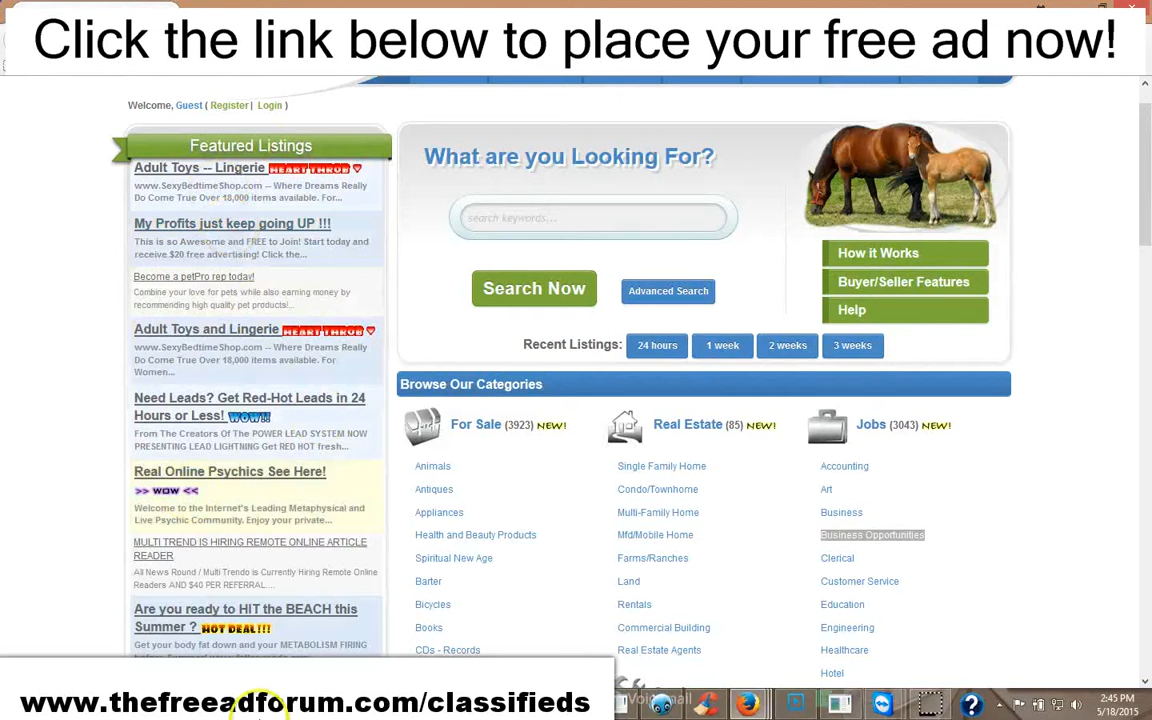 Click the link below to place your free ad now!
Welcome, Guest ( Register | Login )
Featured Listings
Adult Toys -- Lingerie HEART THROB
www.SexyBedtimeShop.com -- Where Dreams Really
Do Come True Over 18,000 items available. For...
My Profits just keep going UP !!!
This is so Awesome and FREE to Join! Start today and
receive $20 free advertising! Click the...
Become a petPro rep today!
Combine your love for pets while also earning money by
recommending high quality pet products!..
Adult Toys and Lingerie HEART THROB
www.SexyBedtimeShop.com -- Where Dreams Really
Do Come True Over 18,000 items available. For
Women...
Need Leads? Get Red-Hot Leads in 24
Hours or Less! WOW!!
From The Creators Of The POWER LEAD SYSTEM NOW
PRESENTING LEAD LIGHTNING Get RED HOT fresh...
Real Online Psychics See Here!
>> WOW <<
Welcome to the Internet's Leading Metaphysical and
Live Psychic Community. Enjoy your private...
MULTI TREND IS HIRING REMOTE ONLINE ARTICLE
READER
All News Round / Multi Trendo is Currently Hiring Remote Online
Readers AND $40 PER REFERRAL....
Are you ready to HIT the BEACH this
Summer ? HOT DEAL!!!
Get your body fat down and your METABOLISM FIRING
What are you Looking For?
search keywords...
Search Now
Advanced Search
How it Works
Buyer/Seller Features
Help
Recent Listings: 24 hours 1 week 2 weeks 3 weeks
Browse Our Categories
For Sale (3923) NEW!
Animals
Antiques
Appliances
Health and Beauty Products
Spiritual New Age
Barter
Bicycles
Books
CDs - Records
Real Estate (85) NEW!
Single Family Home
Condo/Townhome
Multi-Family Home
Mfd/Mobile Home
Farms/Ranches
Land
Rentals
Commercial Building
Real Estate Agents
Jobs (3043) NEW!
Accounting
Art
Business
Business Opportunities
Clerical
Customer Service
Education
Engineering
Healthcare
Hotel
www.thefreeadforum.com/classifieds
2:45 PM
5/18/2015